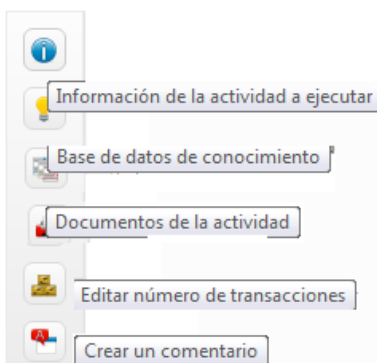 Información de la actividad a ejecutar
Base de datos de conocimiento
Documentos de la actividad
Editar número de transacciones
Crear un comentario